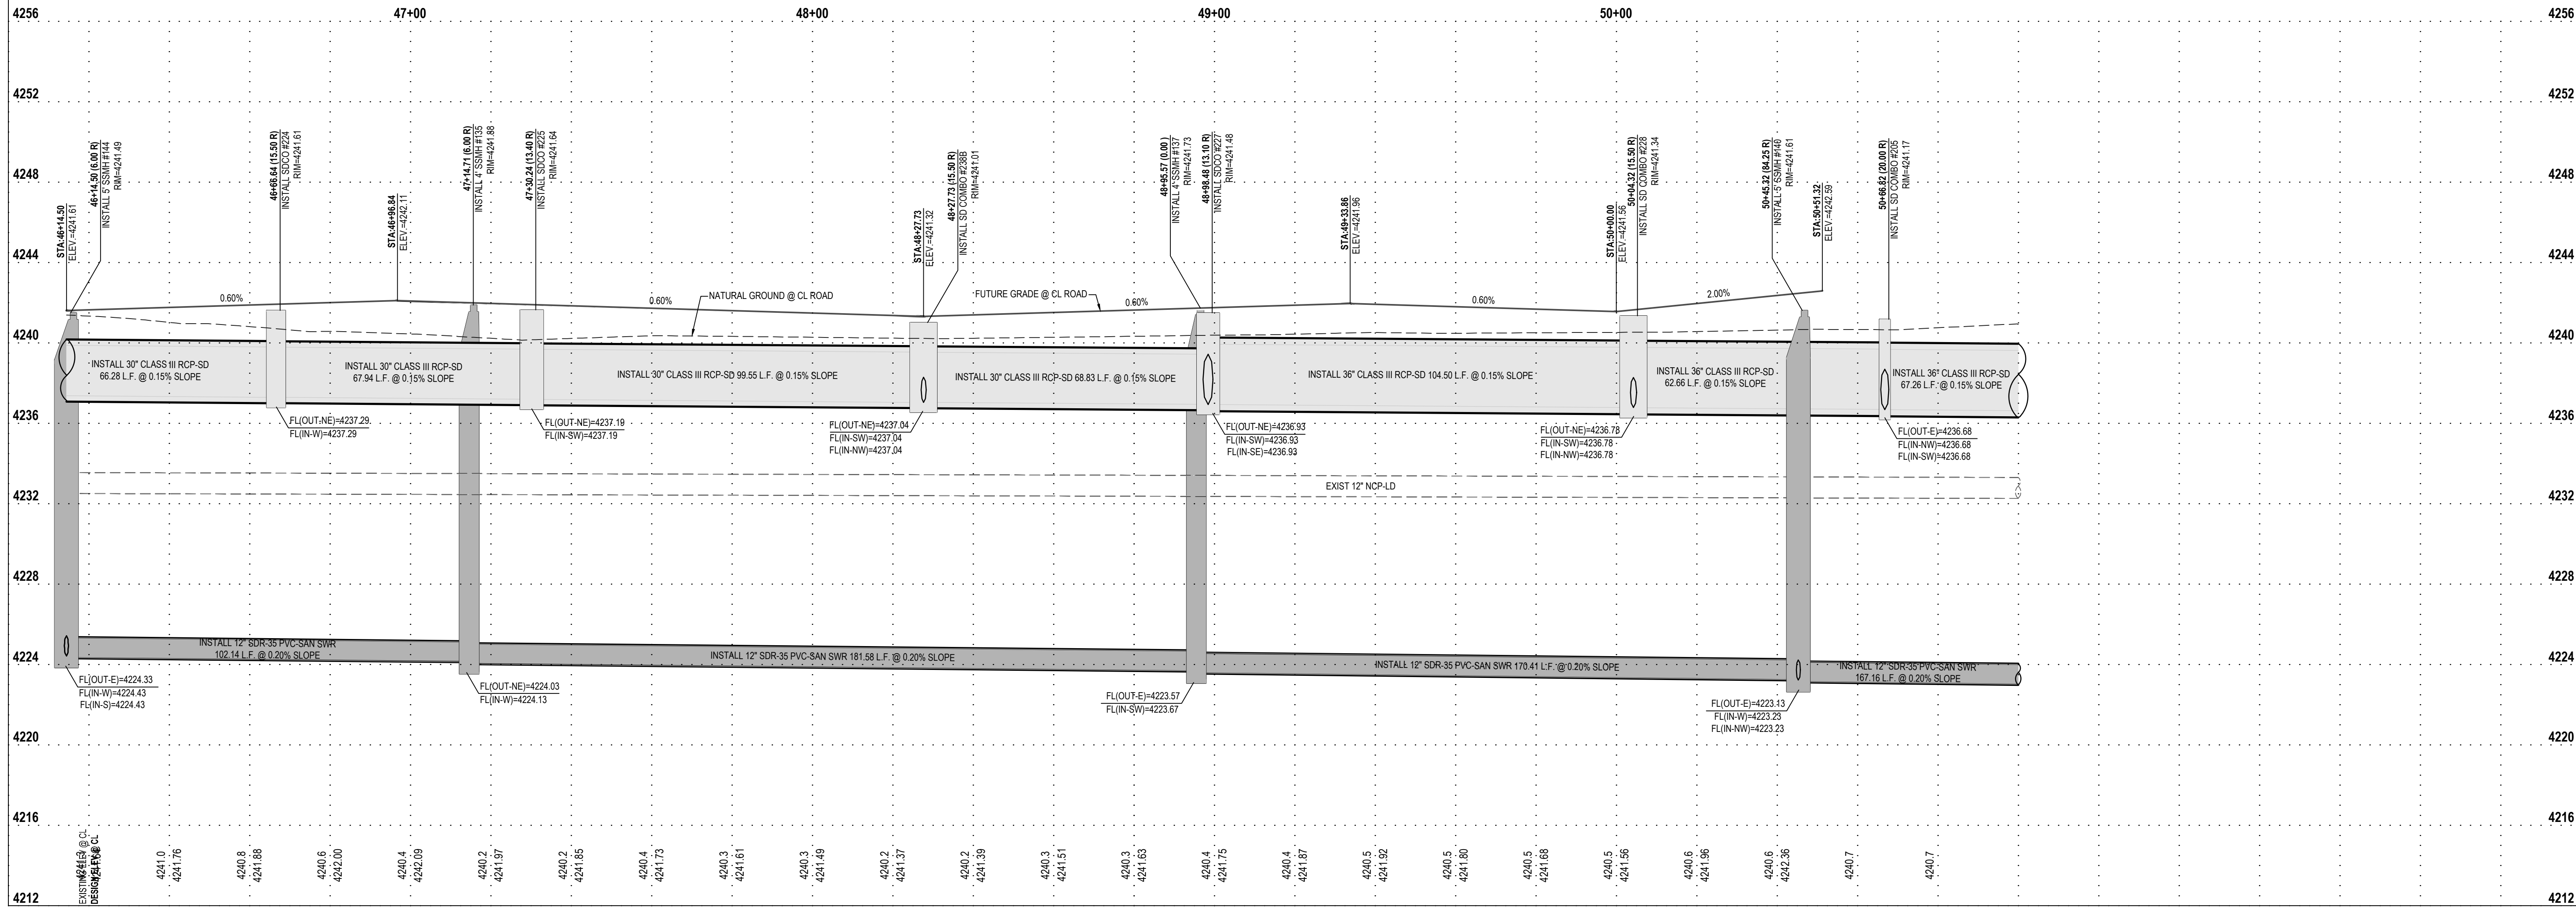 47+00
48+00
49+00
50+00
4256
4256
4252
4252
4248
4248
4244
4244
4240
4240
4236
4236
4232
4232
4228
4228
4224
4224
4220
4220
4216
4216
4212
4212
STA:46+14.50
ELEV.=4241.61
46+14.50 (6.00 R)
INSTALL 5' SSMH #144
RIM=4241.49
46+66.64 (15.50 R)
INSTALL SDCO #224
RIM=4241.61
STA:46+96.84
ELEV.=4242.11
47+14.71 (6.00 R)
INSTALL 4' SSMH #135
RIM=4241.88
47+30.24 (13.40 R)
INSTALL SDCO #225
RIM=4241.64
STA:48+27.73
ELEV.=4241.32
48+27.73 (15.50 R)
INSTALL SD COMBO #238B
RIM=4241.01
48+95.57 (0.00 )
INSTALL 4' SSMH #137
RIM=4241.73
48+98.48 (13.10 R)
INSTALL SDCO #227
RIM=4241.48
STA:49+33.86
ELEV.=4241.96
STA:50+00.00
ELEV.=4241.56
50+04.32 (15.50 R)
INSTALL SD COMBO #228
RIM=4241.34
50+45.32 (84.25 R)
INSTALL 5' SSMH #146
RIM=4241.61
STA:50+51.32
ELEV.=4242.59
50+66.82 (20.00 R)
INSTALL SD COMBO #205
RIM=4241.17
0.60%
0.60%
NATURAL GROUND @ CL ROAD
FUTURE GRADE @ CL ROAD
0.60%
0.60%
2.00%
INSTALL 30" CLASS III RCP-SD
66.28 L.F. @ 0.15% SLOPE
INSTALL 30" CLASS III RCP-SD
67.94 L.F. @ 0.15% SLOPE
INSTALL 30" CLASS III RCP-SD 99.55 L.F. @ 0.15% SLOPE
INSTALL 30" CLASS III RCP-SD 68.83 L.F. @ 0.15% SLOPE
INSTALL 36" CLASS III RCP-SD 104.50 L.F. @ 0.15% SLOPE
INSTALL 36" CLASS III RCP-SD
62.66 L.F. @ 0.15% SLOPE
INSTALL 36" CLASS III RCP-SD
67.26 L.F. @ 0.15% SLOPE
FL(OUT-NE)=4237.29
FL(IN-W)=4237.29
FL(OUT-NE)=4237.19
FL(IN-SW)=4237.19
FL(OUT-NE)=4237.04
FL(IN-SW)=4237.04
FL(IN-NW)=4237.04
FL(OUT-NE)=4236.93
FL(IN-SW)=4236.93
FL(IN-SE)=4236.93
FL(OUT-NE)=4236.78
FL(IN-SW)=4236.78
FL(IN-NW)=4236.78
FL(OUT-E)=4236.68
FL(IN-NW)=4236.68
FL(IN-SW)=4236.68
EXIST 12" NCP-LD
INSTALL 12" SDR-35 PVC-SAN SWR
102.14 L.F. @ 0.20% SLOPE
INSTALL 12" SDR-35 PVC-SAN SWR 181.58 L.F. @ 0.20% SLOPE
INSTALL 12" SDR-35 PVC-SAN SWR 170.41 L.F. @ 0.20% SLOPE
INSTALL 12" SDR-35 PVC-SAN SWR
167.16 L.F. @ 0.20% SLOPE
FL(OUT-E)=4224.33
FL(IN-W)=4224.43
FL(IN-S)=4224.43
FL(OUT-NE)=4224.03
FL(IN-W)=4224.13
FL(OUT-E)=4223.57
FL(IN-SW)=4223.67
FL(OUT-E)=4223.13
FL(IN-W)=4223.23
FL(IN-NW)=4223.23
EXISTING ELEV @ CL
DESIGN ELEV @ CL
4241.0
4241.76
4240.8
4241.88
4240.6
4242.00
4240.4
4242.09
4240.2
4241.97
4240.2
4241.85
4240.4
4241.73
4240.3
4241.61
4240.3
4241.49
4240.2
4241.37
4240.2
4241.39
4240.3
4241.51
4240.3
4241.63
4240.4
4241.75
4240.4
4241.87
4240.5
4241.92
4240.5
4241.80
4240.5
4241.68
4240.5
4241.56
4240.6
4241.96
4240.6
4242.36
4240.7
4240.7